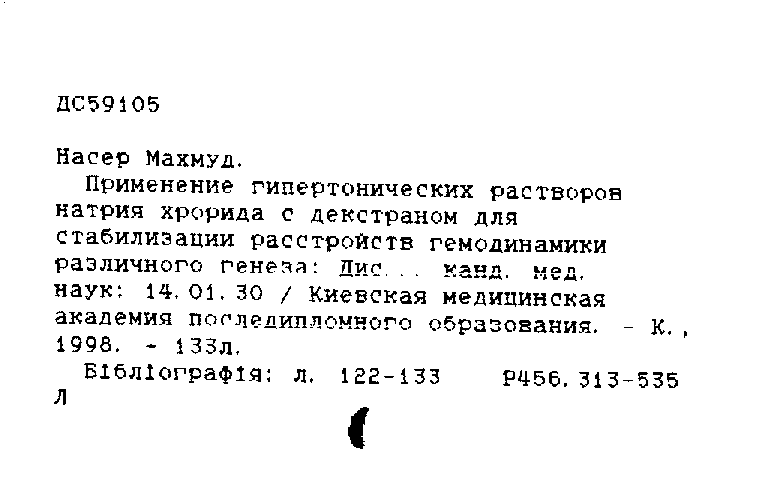 ДС59105
Насер Махмуд.
Применение гипертонических растворов
натрия хрорида с декстраном для
стабилизации расстройств гемодинамики
различного генеза: Дис... канд. мед.
наук: 14.01.30 / Киевская медицинская
академия последипломного образования. - К.,
1998. - 133л.
Бібліографія: л. 122-133 Р456.313-535
Л